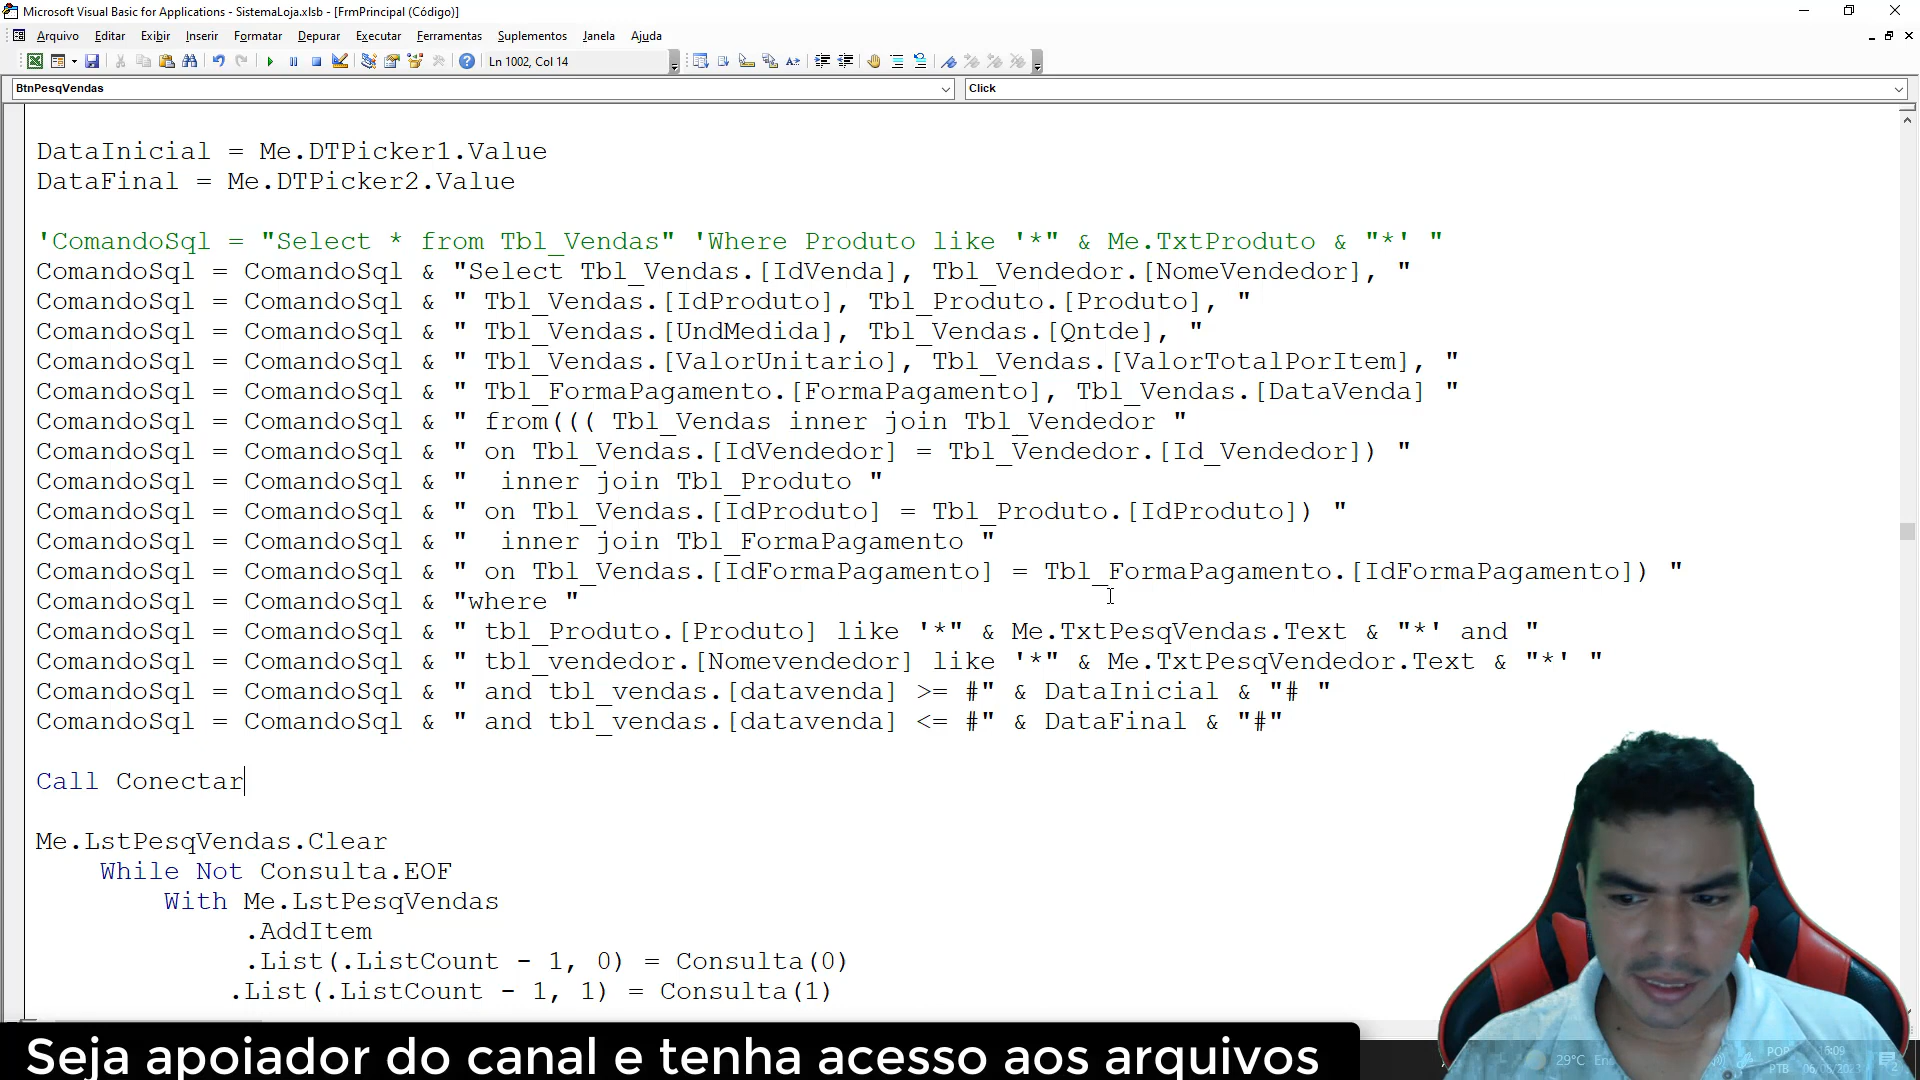 Microsoft Visual Basic for Applications - SistemaLoja.xlsb - [FrmPrincipal (Código)]
Arquivo Editar Exibir Inserir Formatar Depurar Executar Ferramentas Suplementos Janela Ajuda
Ln 1002, Col 14
BtnPesqVendas Click
DataInicial = Me.DTPicker1.Value
DataFinal = Me.DTPicker2.Value
'ComandoSql = "Select * from Tbl_Vendas" 'Where Produto like '*" & Me.TxtProduto & "*' "
ComandoSql = ComandoSql & "Select Tbl_Vendas.[IdVenda], Tbl_Vendedor.[NomeVendedor], "
ComandoSql = ComandoSql & " Tbl_Vendas.[IdProduto], Tbl_Produto.[Produto], "
ComandoSql = ComandoSql & " Tbl_Vendas.[UndMedida], Tbl_Vendas.[Qntde], "
ComandoSql = ComandoSql & " Tbl_Vendas.[ValorUnitario], Tbl_Vendas.[ValorTotalPorItem], "
ComandoSql = ComandoSql & " Tbl_FormaPagamento.[FormaPagamento], Tbl_Vendas.[DataVenda] "
ComandoSql = ComandoSql & " from((( Tbl_Vendas inner join Tbl_Vendedor "
ComandoSql = ComandoSql & " on Tbl_Vendas.[IdVendedor] = Tbl_Vendedor.[Id_Vendedor]) "
ComandoSql = ComandoSql & "  inner join Tbl_Produto "
ComandoSql = ComandoSql & " on Tbl_Vendas.[IdProduto] = Tbl_Produto.[IdProduto]) "
ComandoSql = ComandoSql & "  inner join Tbl_FormaPagamento "
ComandoSql = ComandoSql & " on Tbl_Vendas.[IdFormaPagamento] = Tbl_FormaPagamento.[IdFormaPagamento]) "
ComandoSql = ComandoSql & "where "
ComandoSql = ComandoSql & " tbl_Produto.[Produto] like '*" & Me.TxtPesqVendas.Text & "*' and "
ComandoSql = ComandoSql & " tbl_vendedor.[Nomevendedor] like '*" & Me.TxtPesqVendedor.Text & "*' "
ComandoSql = ComandoSql & " and tbl_vendas.[datavenda] >= #" & DataInicial & "# "
ComandoSql = ComandoSql & " and tbl_vendas.[datavenda] <= #" & DataFinal & "#"
Call Conectar
Me.LstPesqVendas.Clear
While Not Consulta.EOF
With Me.LstPesqVendas
.AddItem
.List(.ListCount - 1, 0) = Consulta(0)
.List(.ListCount - 1, 1) = Consulta(1)
Seja apoiador do canal e tenha acesso aos arquivos
29°C
POR
PTB
16:09